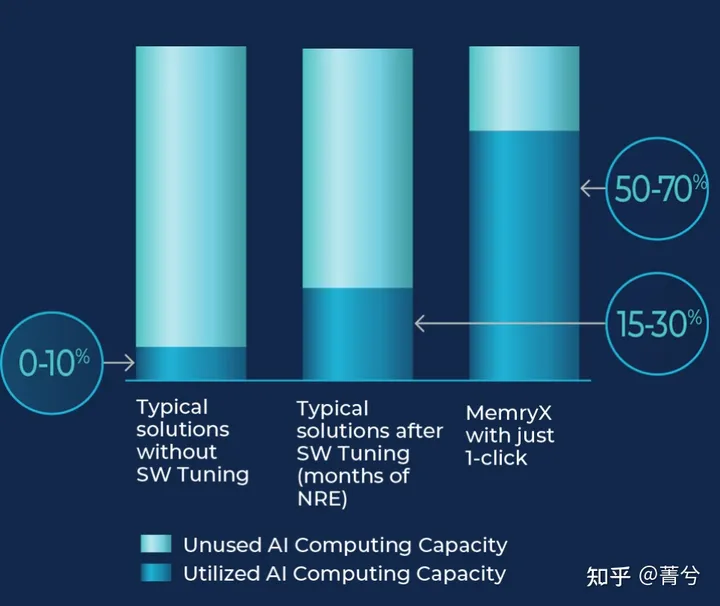 50-70%
15-30%
0-10%
Typical
solutions
without
SW Tuning
Typical
solutions after
SW Tuning
(months of
NRE)
MemryX
with just
1-click
Unused AI Computing Capacity
Utilized AI Computing Capacity
知乎 @菁兮